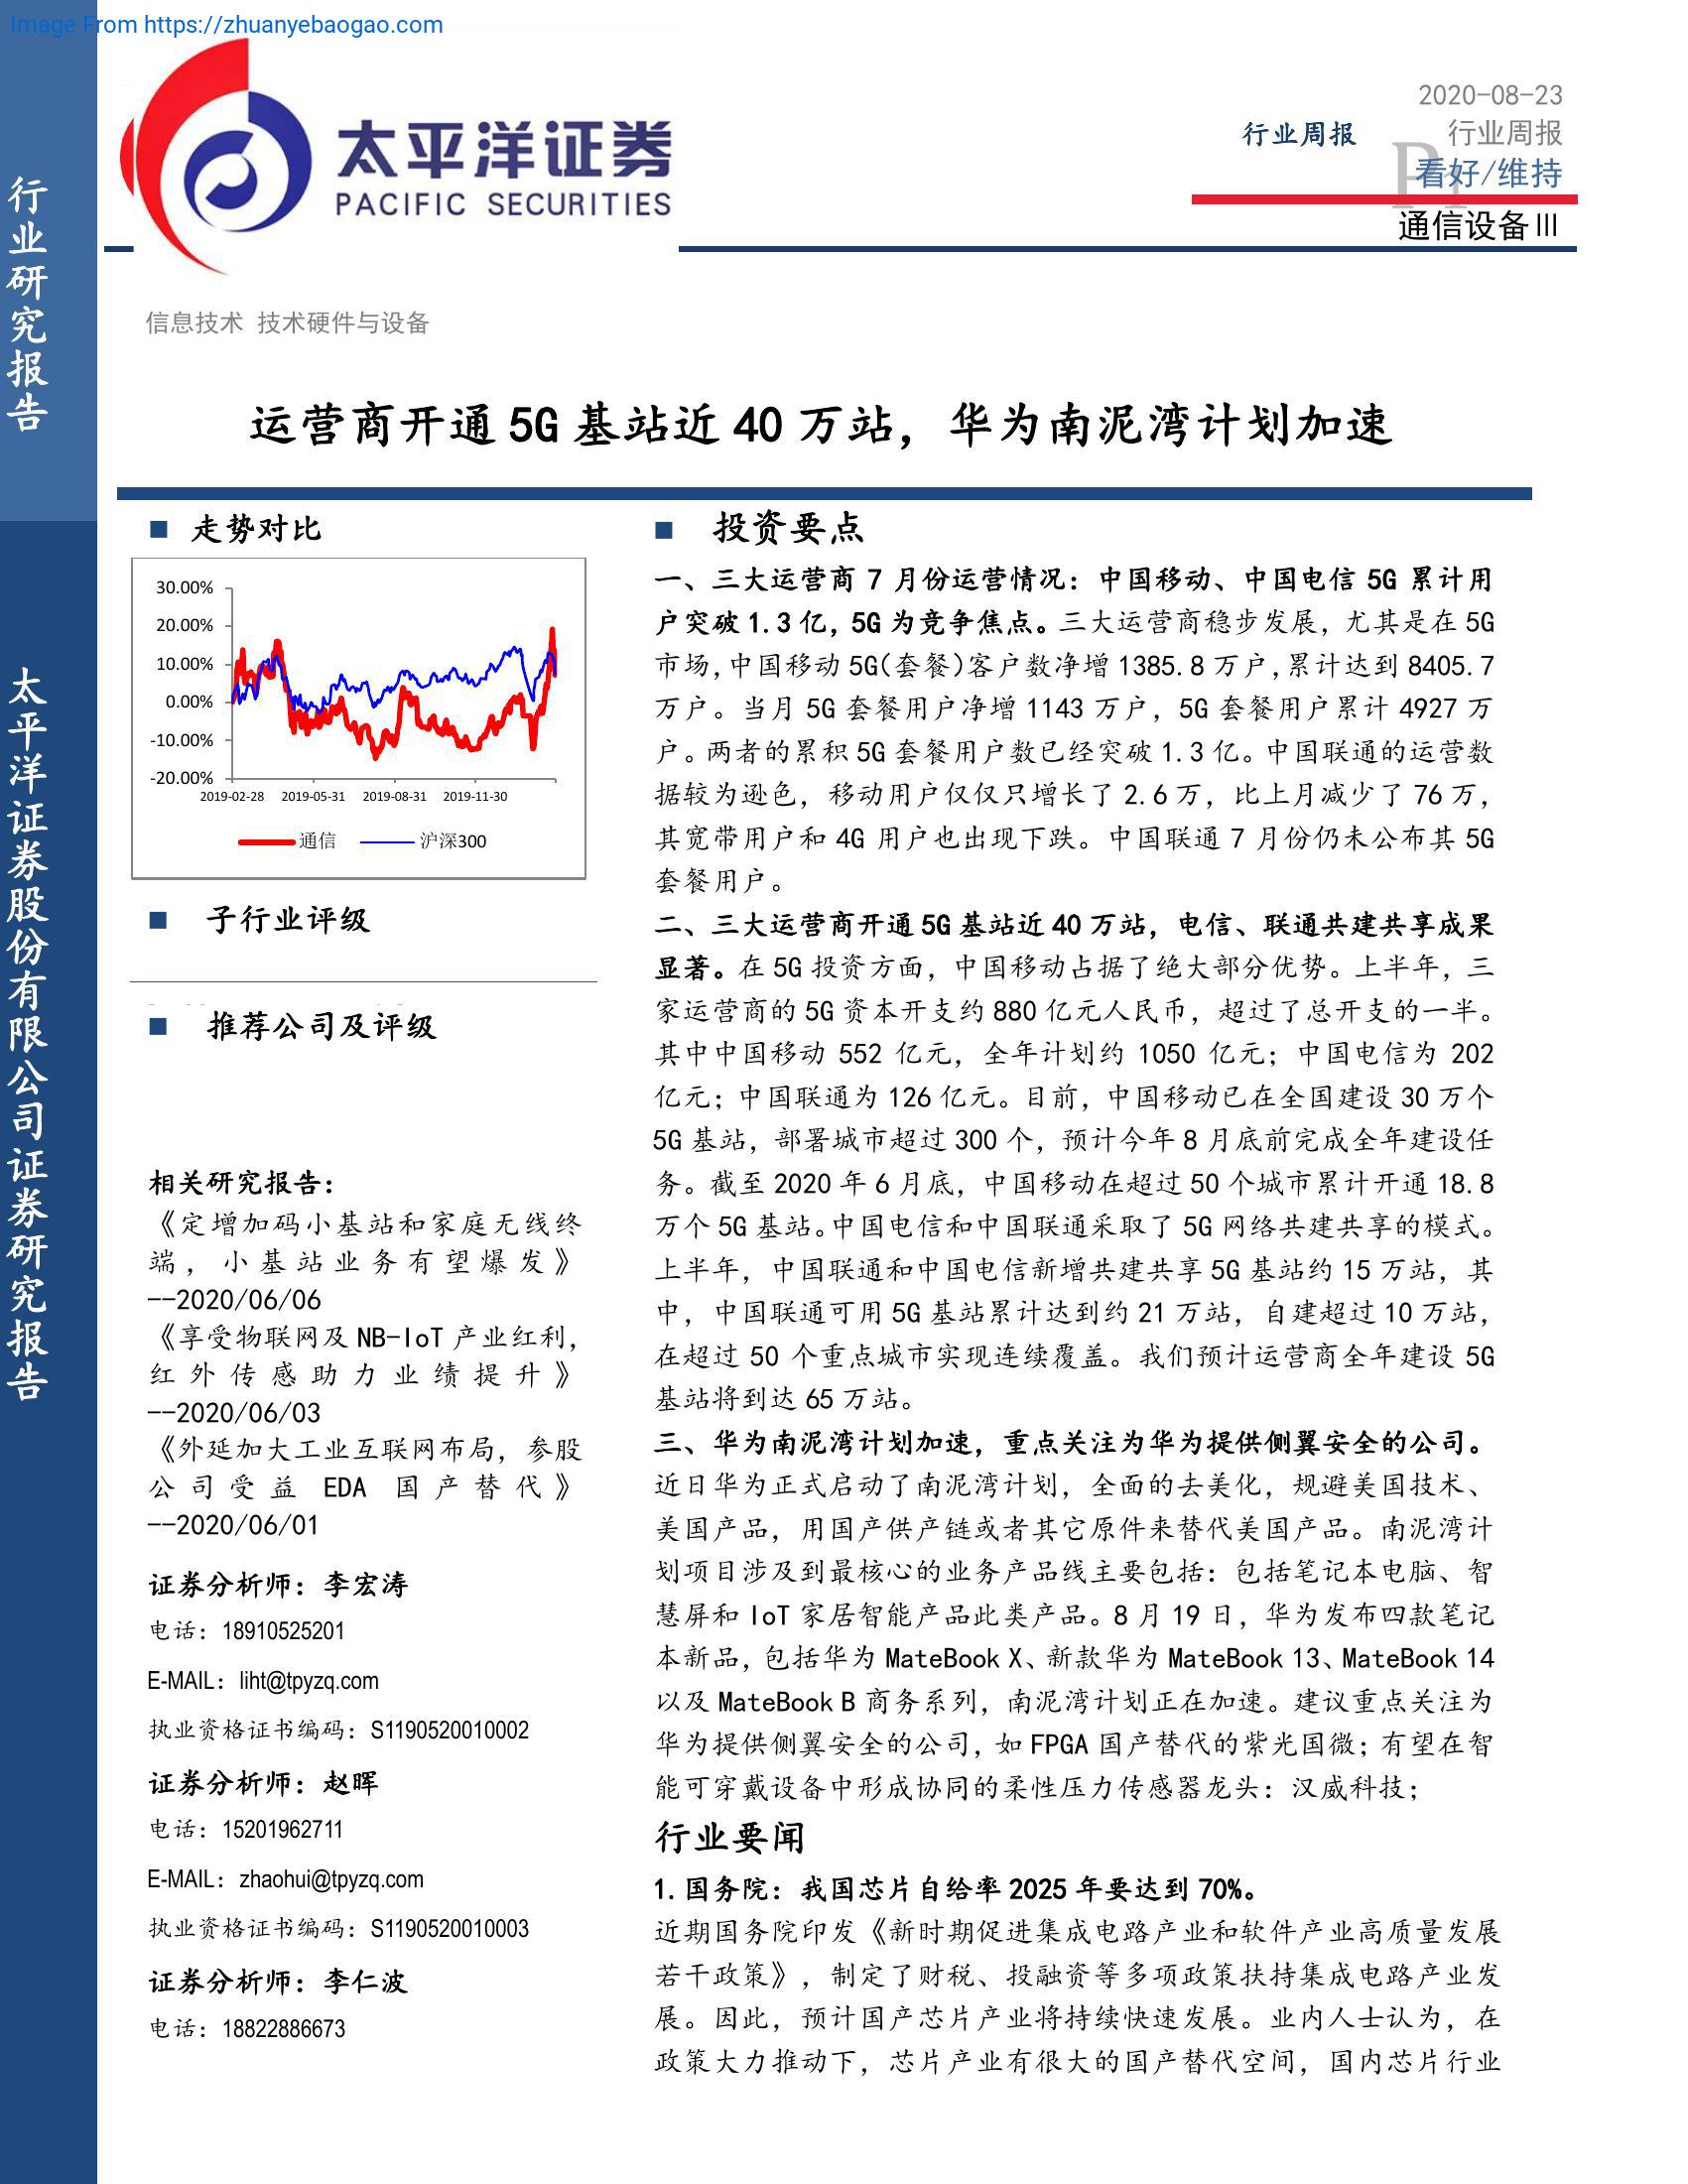 Image From https://zhuanyebaogao.com
太平洋证券
PACIFIC SECURITIES
行业周报
2020-08-23
行业周报
看好/维持
通信设备Ⅲ
行业研究报告
太平洋证券股份有限公司证券研究报告
信息技术 技术硬件与设备
运营商开通 5G 基站近 40 万站，华为南泥湾计划加速
■ 走势对比
30.00%
20.00%
10.00%
0.00%
-10.00%
-20.00%
2019-02-28 2019-05-31 2019-08-31 2019-11-30
通信 沪深300
■ 子行业评级
■ 推荐公司及评级
相关研究报告：
《定增加码小基站和家庭无线终
端，小基站业务有望爆发》
--2020/06/06
《享受物联网及 NB-IoT 产业红利，
红外传感助力业绩提升》
--2020/06/03
《外延加大工业互联网布局，参股
公司受益 EDA 国产替代》
--2020/06/01
证券分析师：李宏涛
电话：18910525201
E-MAIL：liht@tpyzq.com
执业资格证书编码：S1190520010002
证券分析师：赵晖
电话：15201962711
E-MAIL：zhaohui@tpyzq.com
执业资格证书编码：S1190520010003
证券分析师：李仁波
电话：18822886673
■ 投资要点
一、三大运营商 7 月份运营情况：中国移动、中国电信 5G 累计用
户突破 1.3 亿，5G 为竞争焦点。三大运营商稳步发展，尤其是在 5G
市场，中国移动 5G(套餐)客户数净增 1385.8 万户，累计达到 8405.7
万户。当月 5G 套餐用户净增 1143 万户，5G 套餐用户累计 4927 万
户。两者的累积 5G 套餐用户数已经突破 1.3 亿。中国联通的运营数
据较为逊色，移动用户仅仅只增长了 2.6 万，比上月减少了 76 万，
其宽带用户和 4G 用户也出现下跌。中国联通 7 月份仍未公布其 5G
套餐用户。
二、三大运营商开通 5G 基站近 40 万站，电信、联通共建共享成果
显著。在 5G 投资方面，中国移动占据了绝大部分优势。上半年，三
家运营商的 5G 资本开支约 880 亿元人民币，超过了总开支的一半。
其中中国移动 552 亿元，全年计划约 1050 亿元；中国电信为 202
亿元；中国联通为 126 亿元。目前，中国移动已在全国建设 30 万个
5G 基站，部署城市超过 300 个，预计今年 8 月底前完成全年建设任
务。截至 2020 年 6 月底，中国移动在超过 50 个城市累计开通 18.8
万个 5G 基站。中国电信和中国联通采取了 5G 网络共建共享的模式。
上半年，中国联通和中国电信新增共建共享 5G 基站约 15 万站，其
中，中国联通可用 5G 基站累计达到约 21 万站，自建超过 10 万站，
在超过 50 个重点城市实现连续覆盖。我们预计运营商全年建设 5G
基站将到达 65 万站。
三、华为南泥湾计划加速，重点关注为华为提供侧翼安全的公司。
近日华为正式启动了南泥湾计划，全面的去美化，规避美国技术、
美国产品，用国产供产链或者其它原件来替代美国产品。南泥湾计
划项目涉及到最核心的业务产品线主要包括：包括笔记本电脑、智
慧屏和 IoT 家居智能产品此类产品。8 月 19 日，华为发布四款笔记
本新品，包括华为 MateBook X、新款华为 MateBook 13、MateBook 14
以及 MateBook B 商务系列，南泥湾计划正在加速。建议重点关注为
华为提供侧翼安全的公司，如 FPGA 国产替代的紫光国微；有望在智
能可穿戴设备中形成协同的柔性压力传感器龙头：汉威科技；
行业要闻
1.国务院：我国芯片自给率 2025 年要达到 70%。
近期国务院印发《新时期促进集成电路产业和软件产业高质量发展
若干政策》，制定了财税、投融资等多项政策扶持集成电路产业发
展。因此，预计国产芯片产业将持续快速发展。业内人士认为，在
政策大力推动下，芯片产业有很大的国产替代空间，国内芯片行业